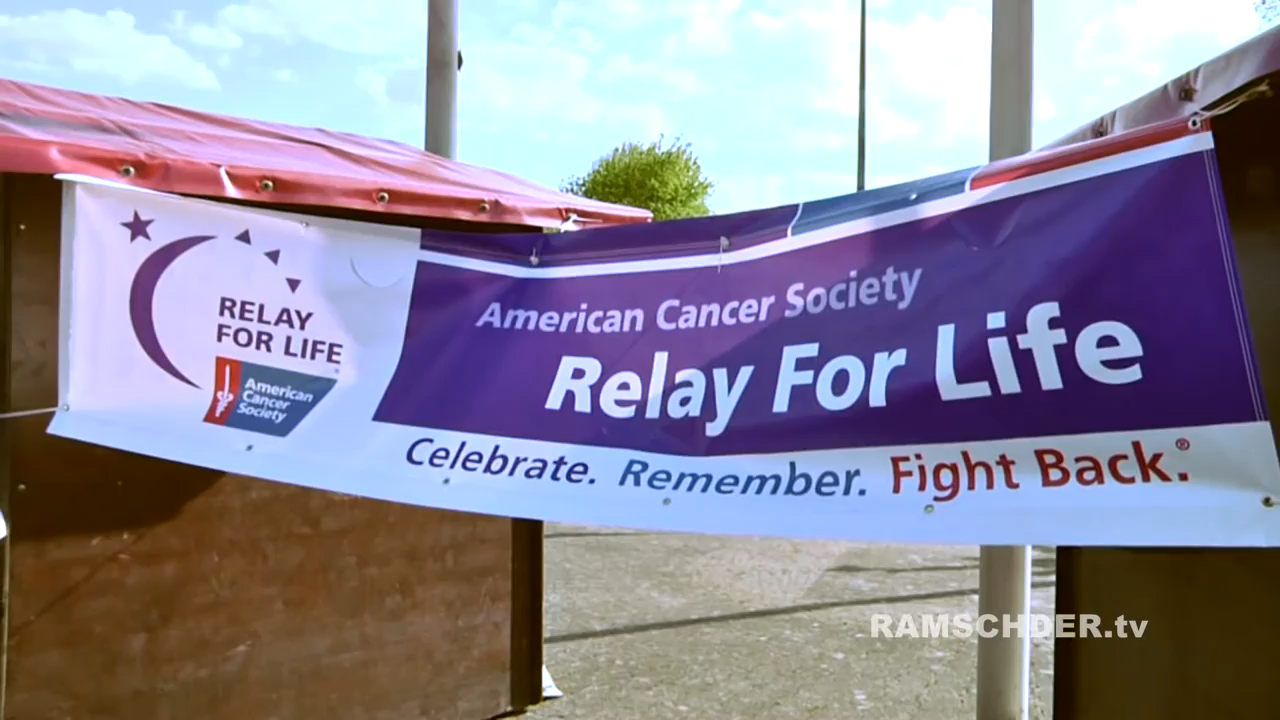 RELAY
FOR LIFE
American
Cancer
Society
American Cancer Society
Relay For Life
Celebrate. Remember. Fight Back.®
RAMSCHDER.tv